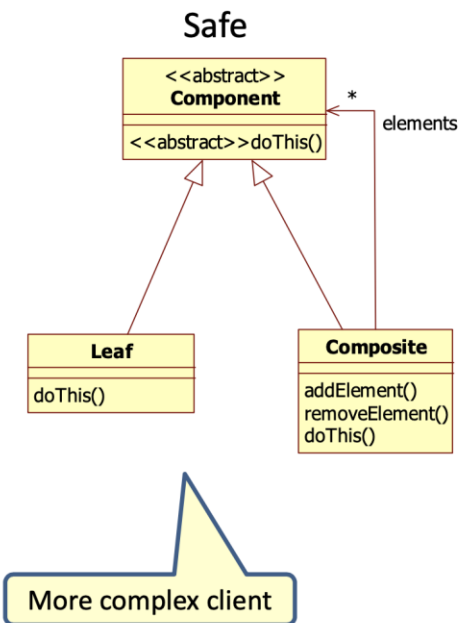 Safe
<<abstract>>
Component
*
elements
<<abstract>>doThis()
Leaf
doThis()
Composite
addElement()
removeElement()
doThis()
More complex client